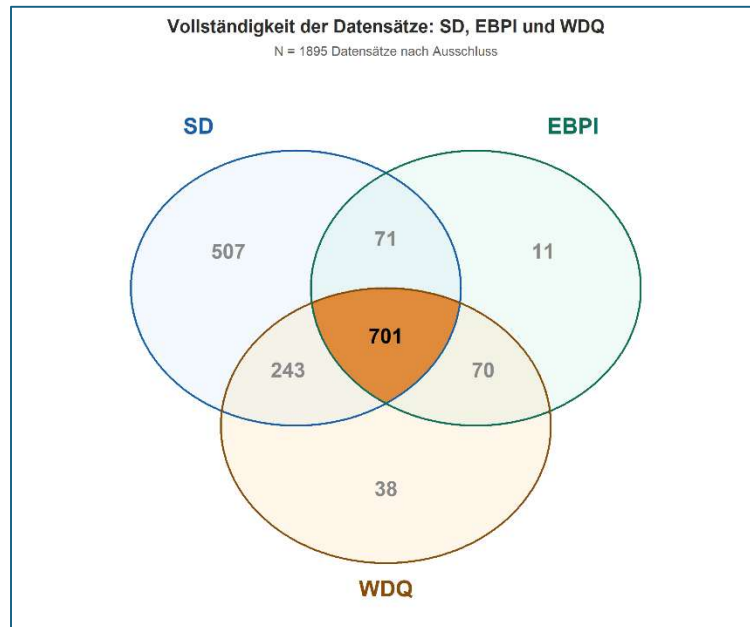 Vollständigkeit der Datensätze: SD, EBPI und WDQ
N = 1895 Datensätze nach Ausschluss
SD
EBPI
507
71
11
701
243
70
38
WDQ